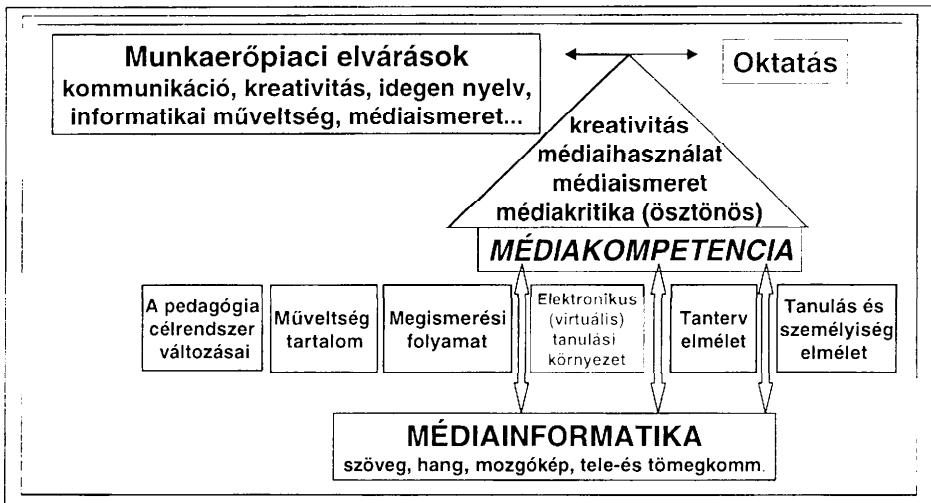 Munkaerőpiaci elvárások
kommunikáció, kreativitás, idegen nyelv,
informatikai műveltség, médiaismeret...
Oktatás
kreativitás
médiaihasználat
médiaismeret
médiakritika (ösztönös)
MÉDIAKOMPETENCIA
A pedagógia
célrendszer
változásai
Műveltség
tartalom
Megismerési
folyamat
Elektronikus
(virtuális)
tanulási
környezet
Tanterv
elmélet
Tanulás és
személyiség
elmélet
MÉDIAINFORMATIKA
szöveg, hang, mozgókép, tele-és tömegkomm.